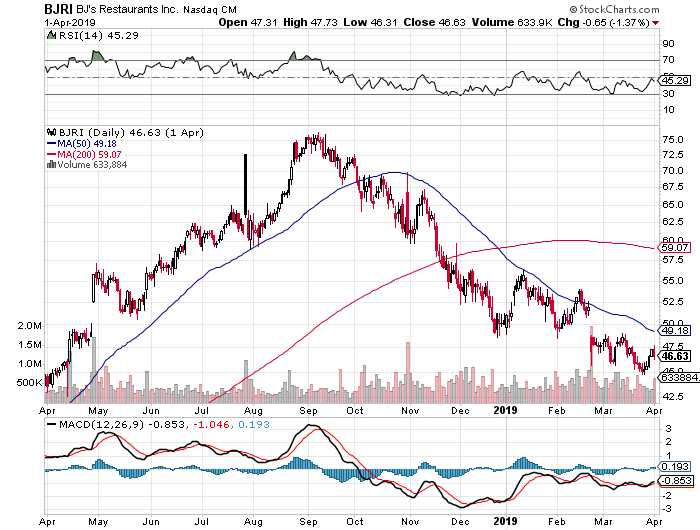 BJRI BJ's Restaurants Inc. Nasdaq CM
© StockCharts.com
1-Apr-2019
Open 47.31 High 47.73 Low 46.31 Close 46.63 Volume 633.9K Chg -0.65 (-1.37%)
RSI(14) 45.29
90
70
50
45.29
30
10
BJRI (Daily) 46.63 (1 Apr)
MA(50) 49.18
MA(200) 59.07
Volume 633,884
75.0
72.5
70.0
67.5
65.0
62.5
60.0
59.07
57.5
55.0
52.5
50.0
49.18
47.5
46.63
45.0
633884
42.5
2.0M
1.5M
1.0M
500K
Apr May Jun Jul Aug Sep Oct Nov Dec 2019 Feb Mar Apr
MACD(12,26,9) -0.853, -1.046, 0.193
3
2
1
0.193
-0.853
-2
-3
Apr May Jun Jul Aug Sep Oct Nov Dec 2019 Feb Mar Apr